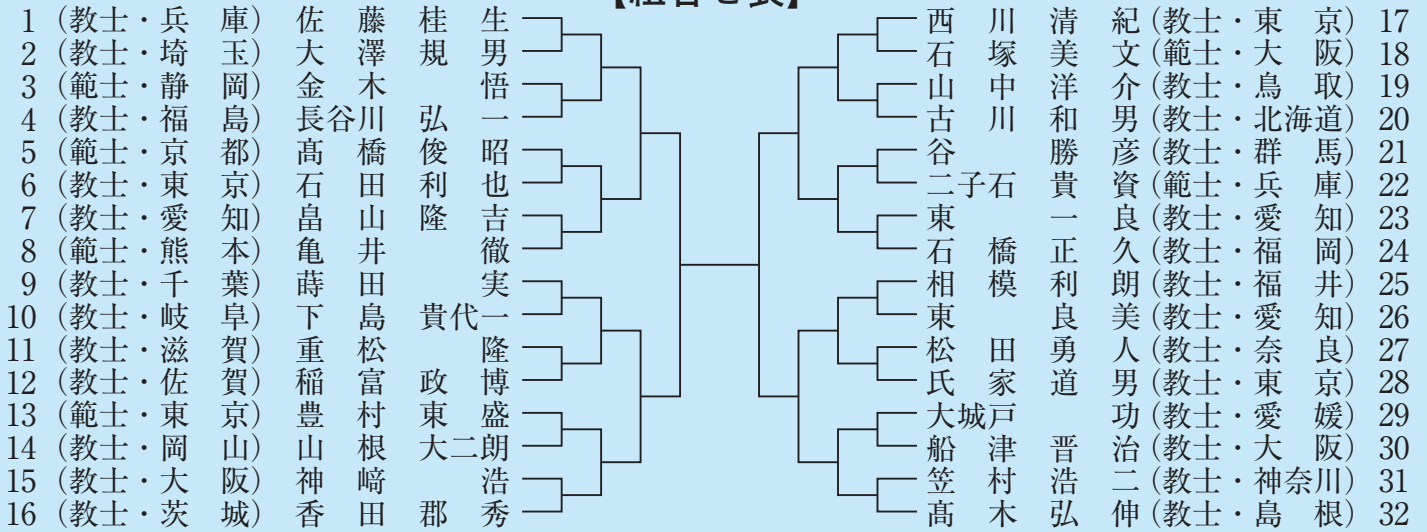 【組合せ表】
1 (教士・兵庫) 佐藤桂生
2 (教士・埼玉) 大澤規男
3 (範士・静岡) 金木悟
4 (教士・福島) 長谷川弘一
5 (範士・京都) 髙橋俊昭
6 (教士・東京) 石田利也
7 (教士・愛知) 畠山隆吉
8 (範士・熊本) 亀井徹
9 (教士・千葉) 蒔田実
10 (教士・岐阜) 下島貴代一
11 (教士・滋賀) 重松隆
12 (教士・佐賀) 稲富政博
13 (範士・東京) 豊村東盛
14 (教士・岡山) 山根大二朗
15 (教士・大阪) 神﨑浩
16 (教士・茨城) 香田郡秀
西川清紀 (教士・東京) 17
石塚美文 (範士・大阪) 18
山中洋介 (教士・鳥取) 19
古川和男 (教士・北海道) 20
谷勝彦 (教士・群馬) 21
二子石貴資 (範士・兵庫) 22
東一良 (教士・愛知) 23
石橋正久 (教士・福岡) 24
相模利朗 (教士・福井) 25
東良美 (教士・愛知) 26
松田勇人 (教士・奈良) 27
氏家道男 (教士・東京) 28
大城戸功 (教士・愛媛) 29
船津晋治 (教士・大阪) 30
笠村浩二 (教士・神奈川) 31
髙木弘伸 (教士・島根) 32